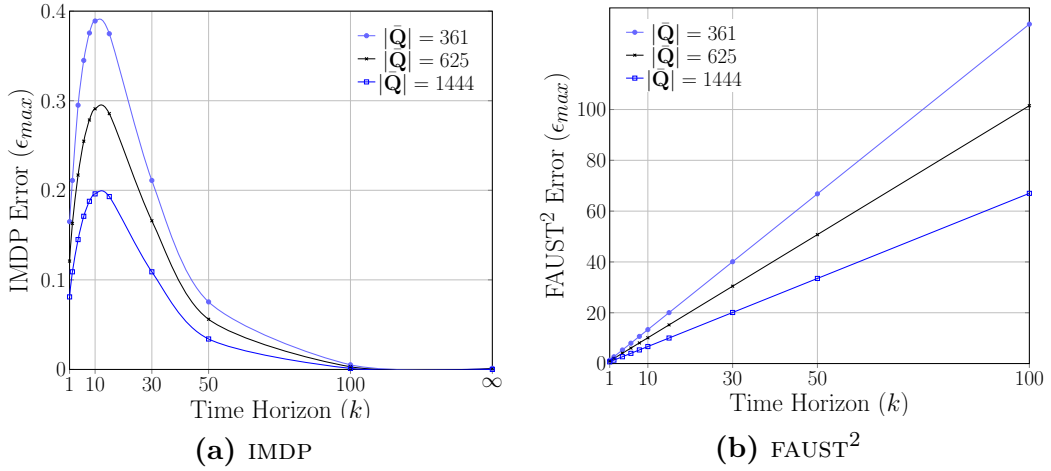 IMDP Error (ϵmax)
0.4
0.3
0.2
0.1
0
|Q̄| = 361
|Q̄| = 625
|Q̄| = 1444
1 10 30 50 100 ∞
Time Horizon (k)
(a) IMDP
FAUST² Error (ϵmax)
100
80
60
40
20
0
|Q̄| = 361
|Q̄| = 625
|Q̄| = 1444
1 10 30 50 100
Time Horizon (k)
(b) FAUST²